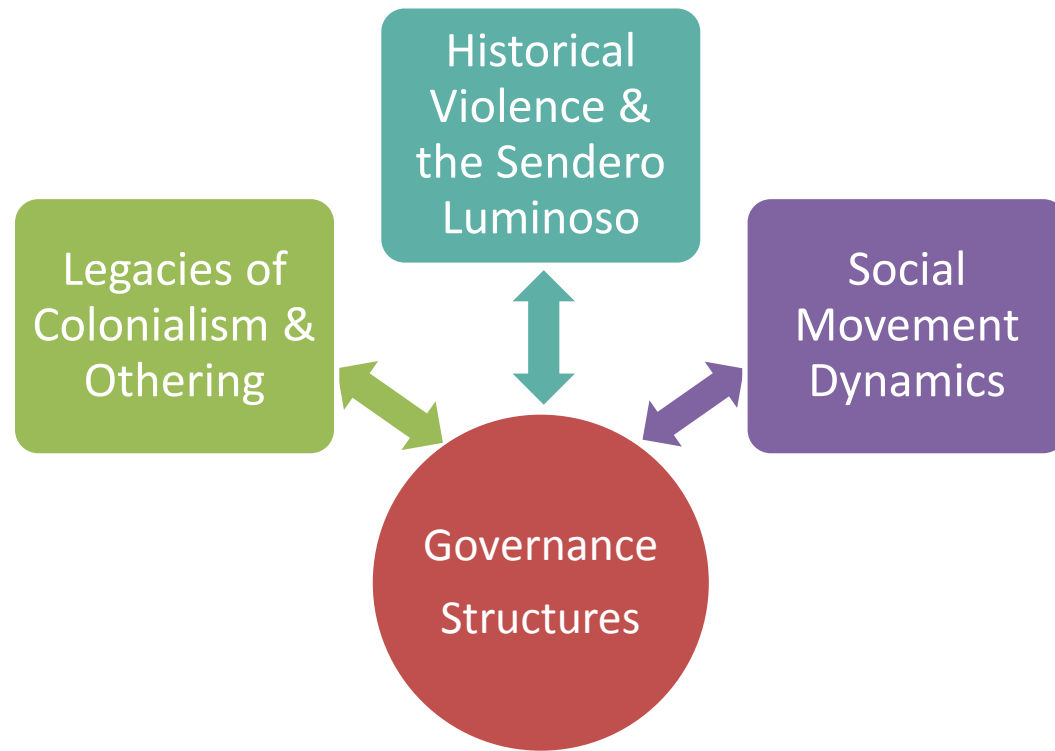 Historical
Violence &
the Sendero
Luminoso
Legacies of
Colonialism &
Othering
Social
Movement
Dynamics
Governance
Structures